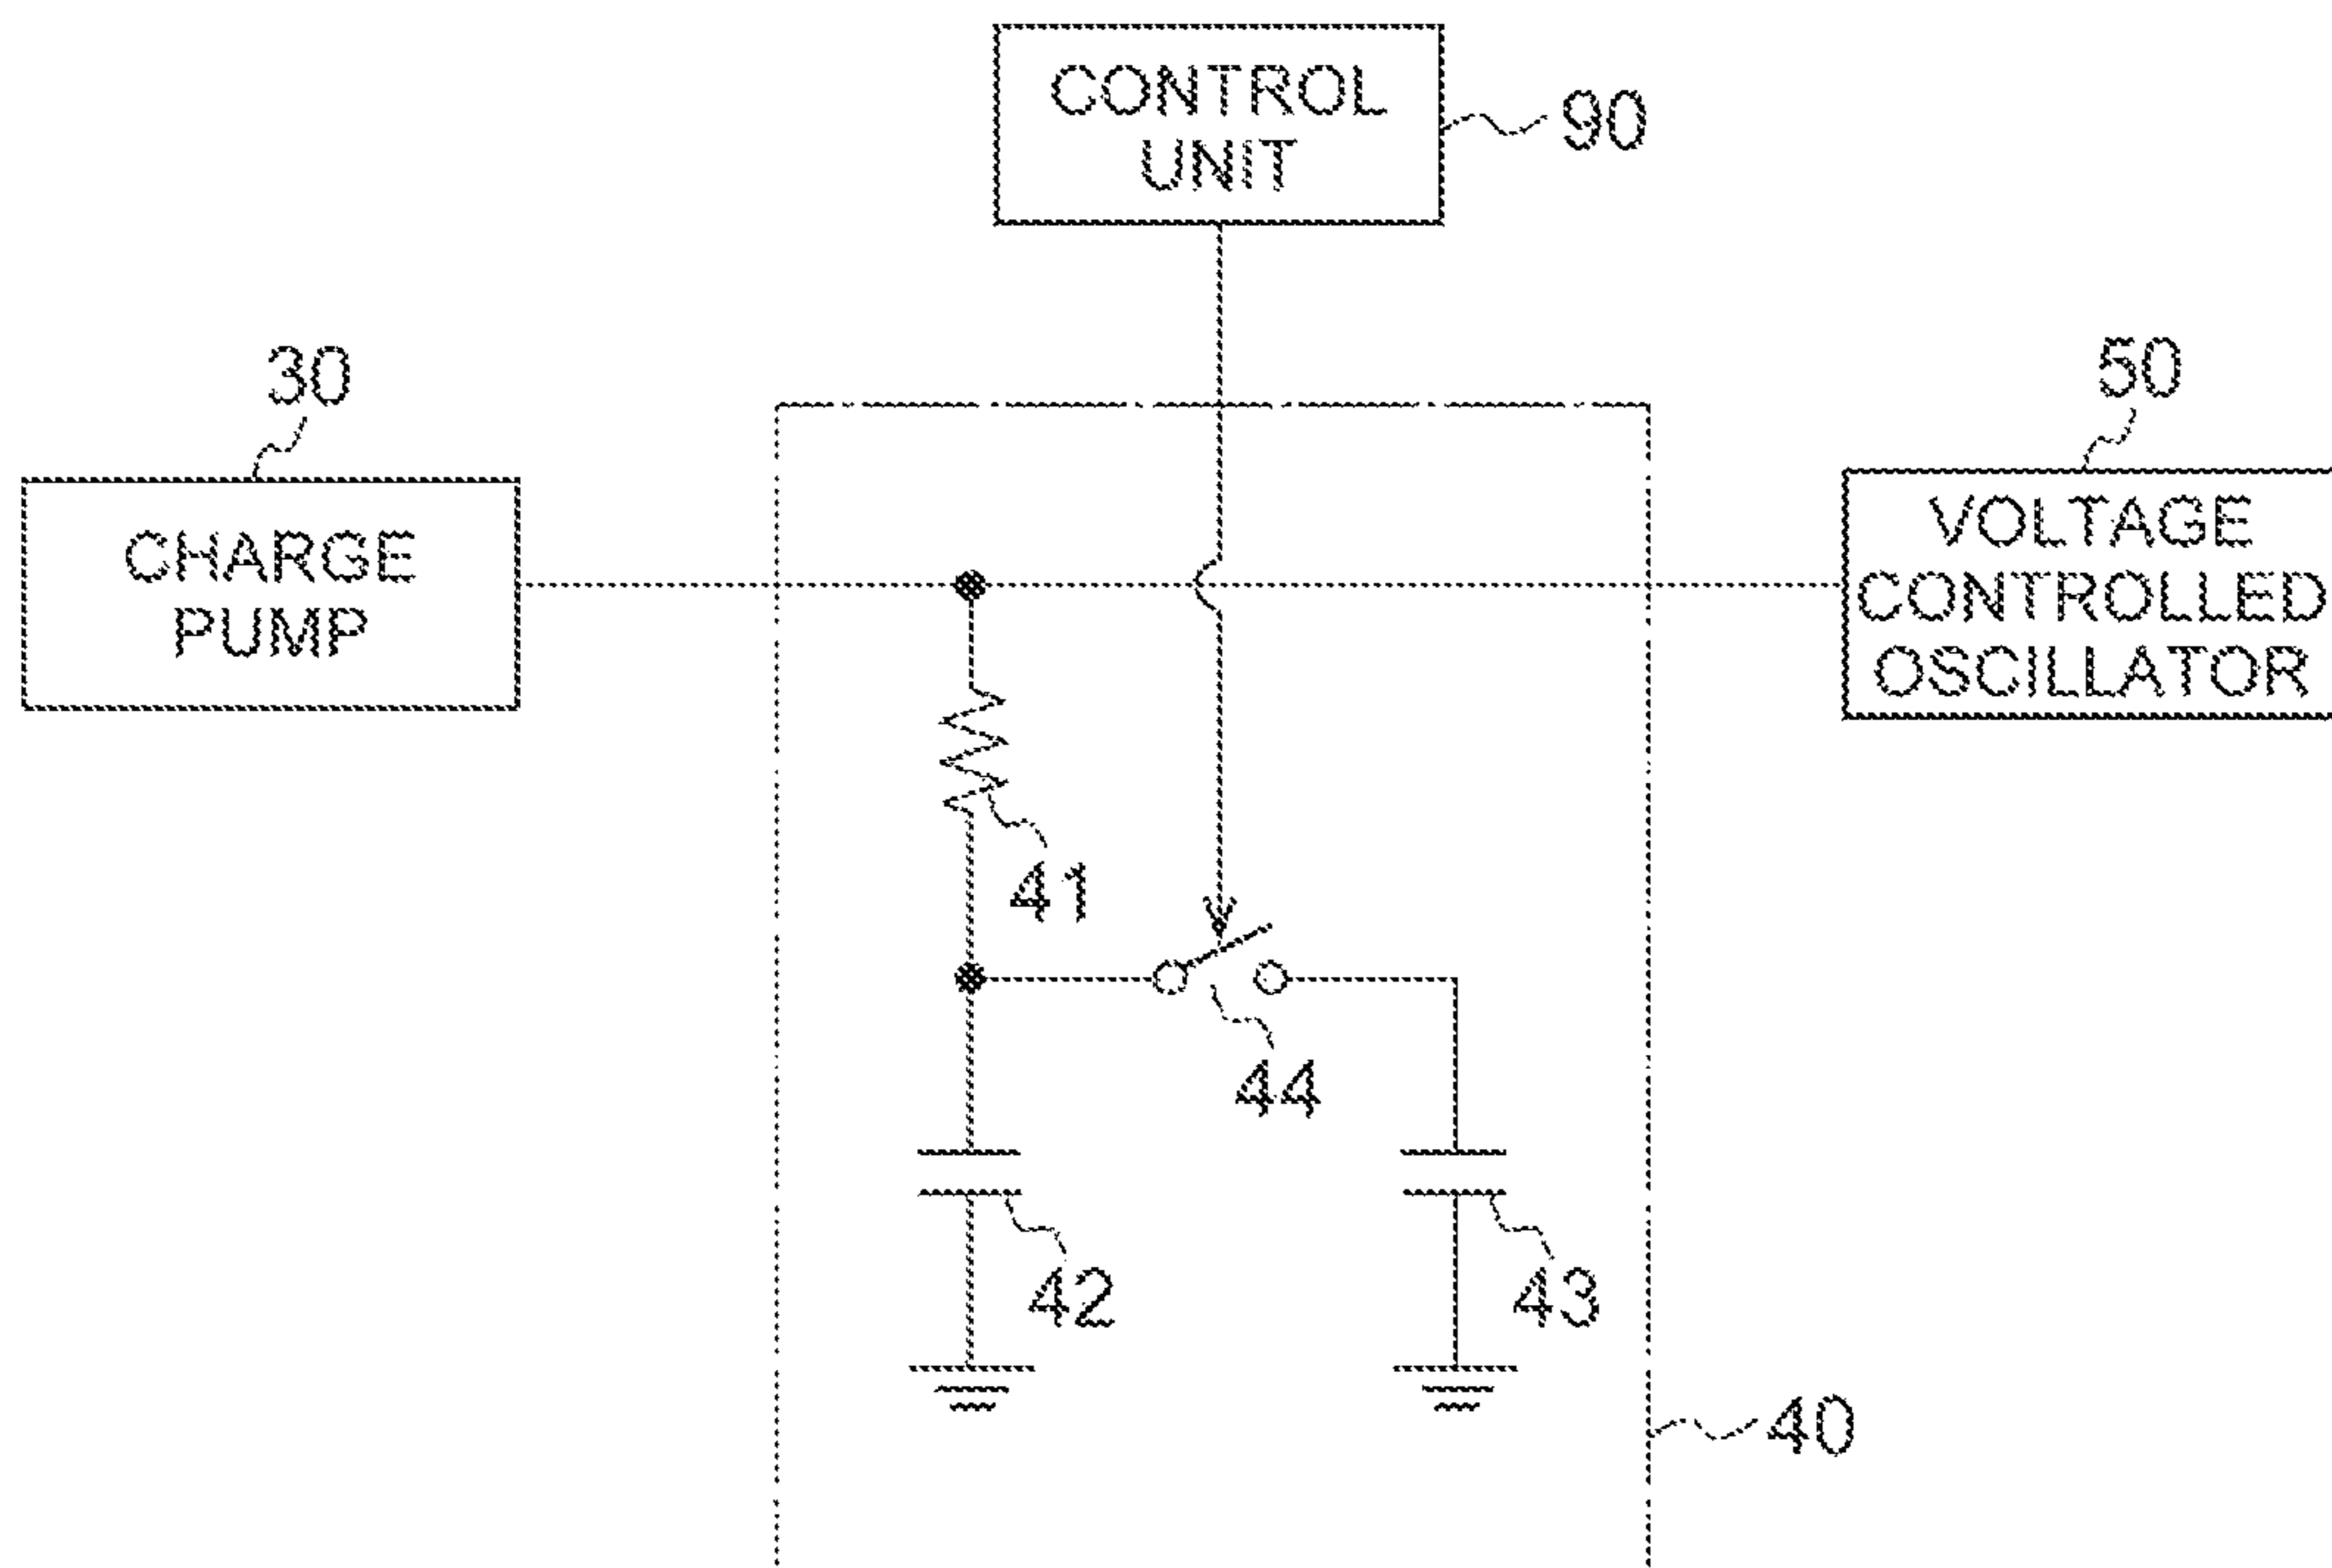 CONTROL
UNIT
90
30
50
CHARGE
PUMP
VOLTAGE
CONTROLLED
OSCILLATOR
41
44
42
43
40